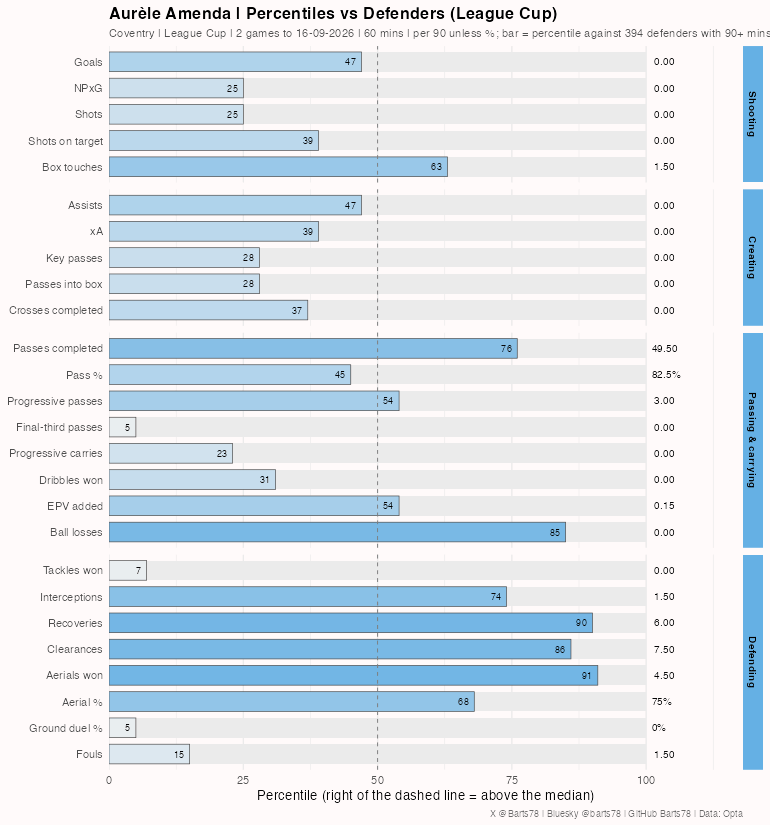 Aurèle Amenda | Percentiles vs Defenders (League Cup)
Coventry | League Cup | 2 games to 16-09-2026 | 60 mins | per 90 unless %; bar = percentile against 394 defenders with 90+ mins
Shooting
Goals 47 0.00
NPxG 25 0.00
Shots 25 0.00
Shots on target 39 0.00
Box touches 63 1.50
Creating
Assists 47 0.00
xA 39 0.00
Key passes 28 0.00
Passes into box 28 0.00
Crosses completed 37 0.00
Passing & carrying
Passes completed 76 49.50
Pass % 45 82.5%
Progressive passes 54 3.00
Final-third passes 5 0.00
Progressive carries 23 0.00
Dribbles won 31 0.00
EPV added 54 0.15
Ball losses 85 0.00
Defending
Tackles won 7 0.00
Interceptions 74 1.50
Recoveries 90 6.00
Clearances 86 7.50
Aerials won 91 4.50
Aerial % 68 75%
Ground duel % 5 0%
Fouls 15 1.50
0 25 50 75 100
Percentile (right of the dashed line = above the median)
X @Barts78 | Bluesky @barts78 | GitHub Barts78 | Data: Opta